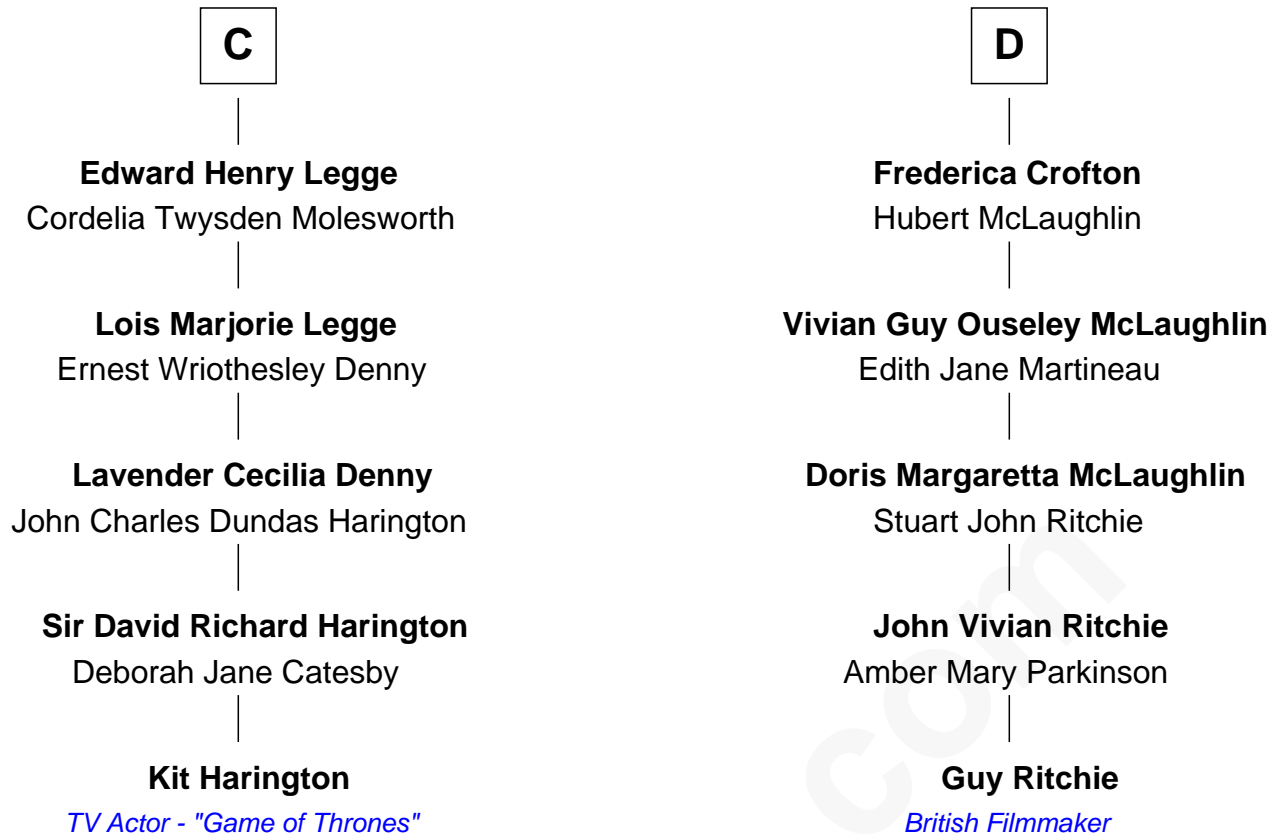 C
Edward Henry Legge
Cordelia Twysden Molesworth
Lois Marjorie Legge
Ernest Wriothesley Denny
Lavender Cecilia Denny
John Charles Dundas Harington
Sir David Richard Harington
Deborah Jane Catesby
Kit Harington
TV Actor - "Game of Thrones"
D
Frederica Crofton
Hubert McLaughlin
Vivian Guy Ouseley McLaughlin
Edith Jane Martineau
Doris Margaretta McLaughlin
Stuart John Ritchie
John Vivian Ritchie
Amber Mary Parkinson
Guy Ritchie
British Filmmaker
com